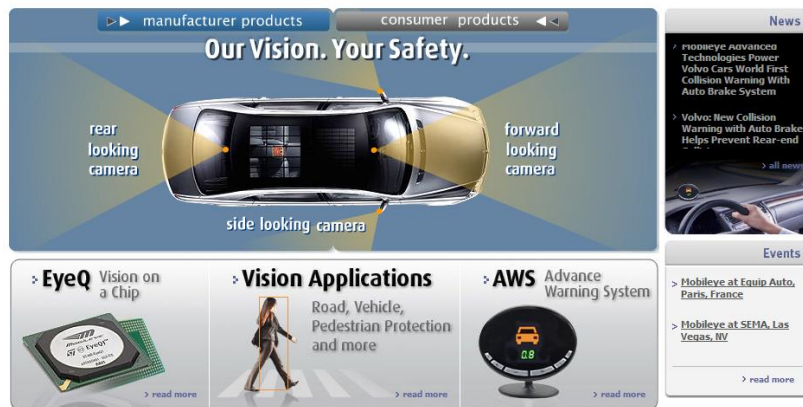 manufacturer products
consumer products
Our Vision. Your Safety.
rear
looking
camera
forward
looking
camera
side looking camera
EyeQ Vision on
a Chip
EyeQ
> read more
Vision Applications
Road, Vehicle,
Pedestrian Protection
and more
> read more
AWS Advance
Warning System
0.8
> read more
News
> Mobileye Advanced
Technologies Power
Volvo Cars World First
Collision Warning With
Auto Brake System
> Volvo: New Collision
Warning with Auto Brake
Helps Prevent Rear-end
> all news
Events
> Mobileye at Equip Auto,
Paris, France
> Mobileye at SEMA, Las
Vegas, NV
> read more